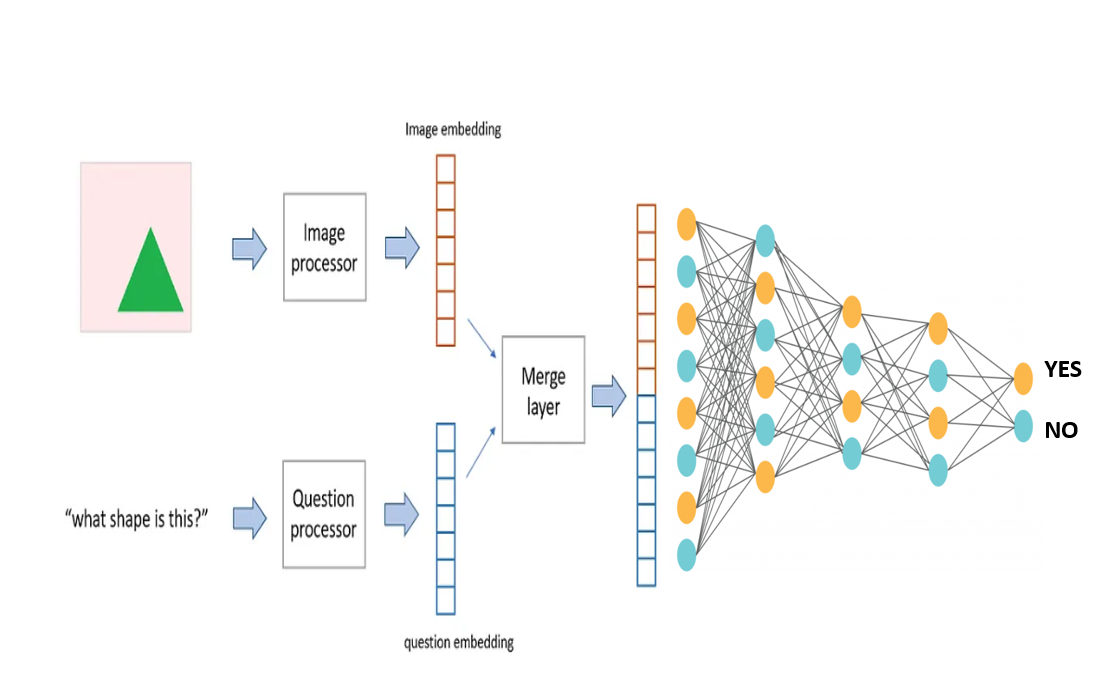 Image embedding
Image
processor
Merge
layer
YES
NO
“what shape is this?”
Question
processor
question embedding